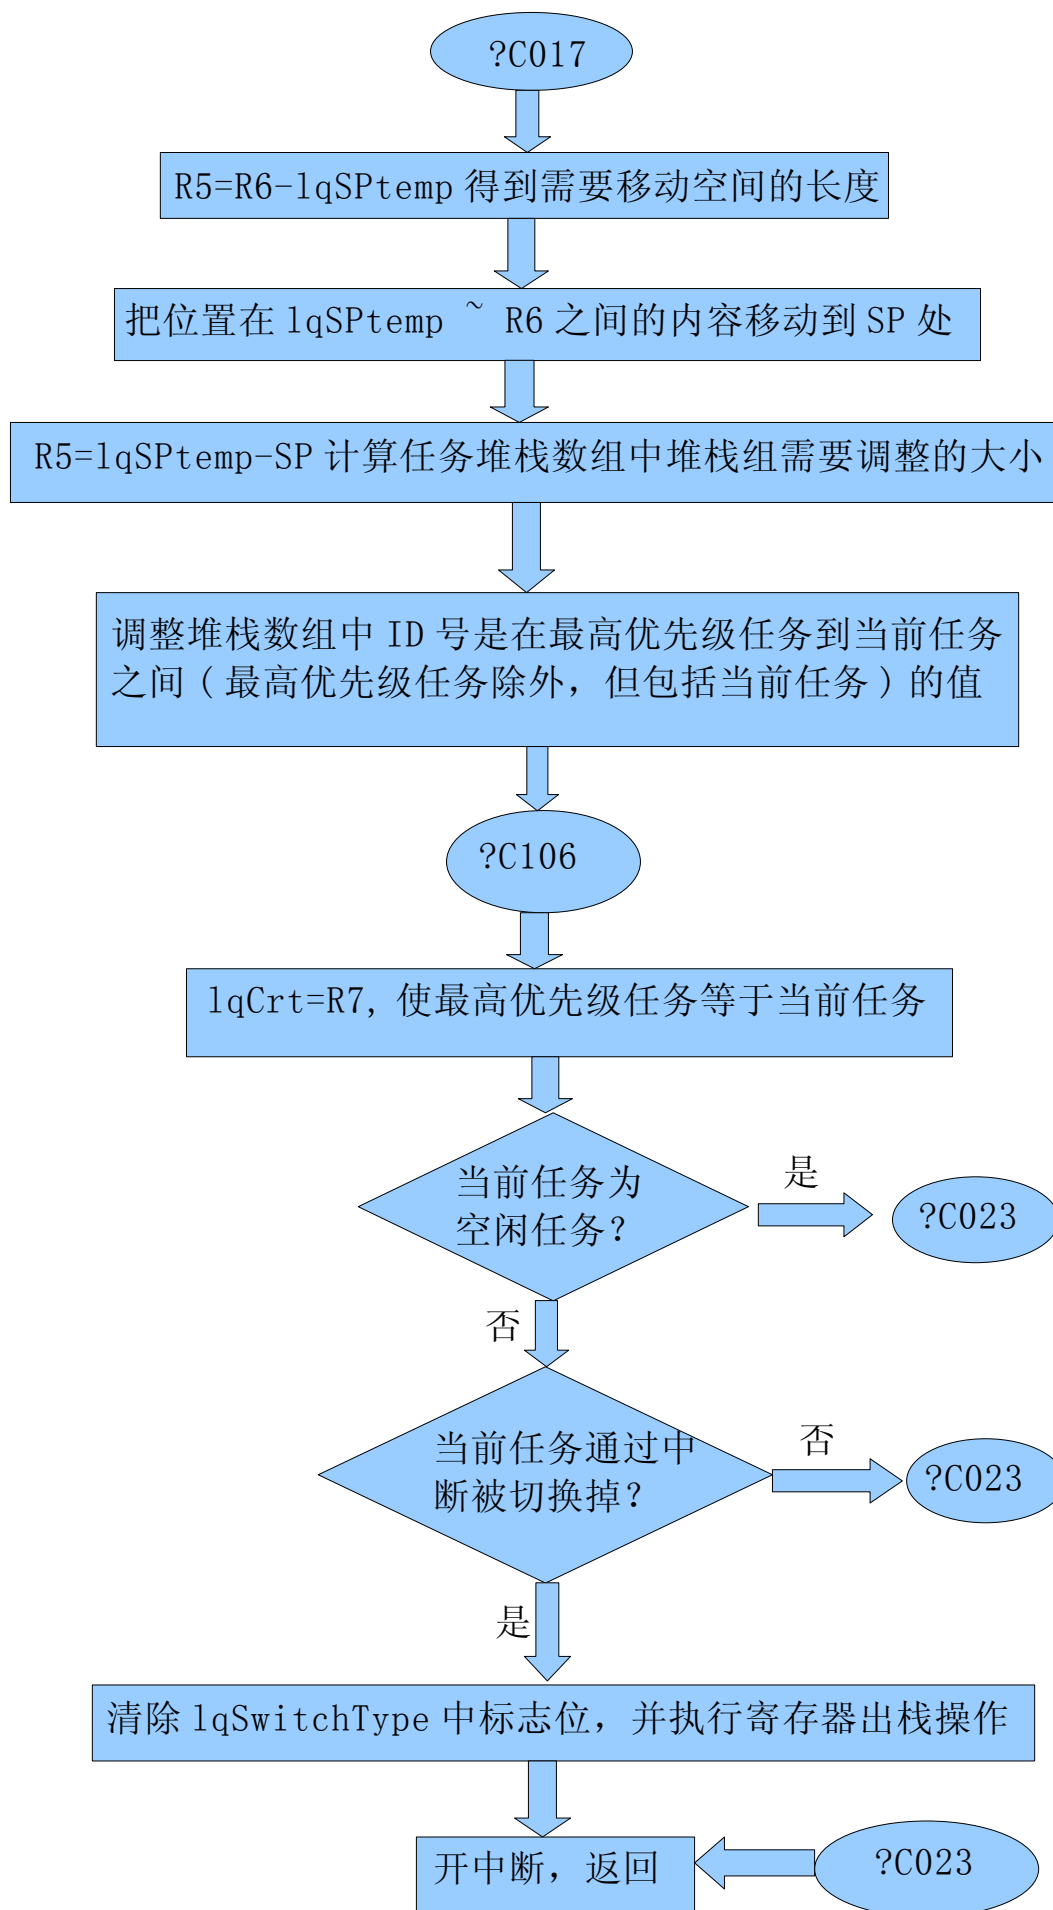 ?C017
R5=R6-lqSPtemp 得到需要移动空间的长度
把位置在 lqSPtemp ~ R6 之间的内容移动到 SP 处
R5=lqSPtemp-SP 计算任务堆栈数组中堆栈组需要调整的大小
调整堆栈数组中 ID 号是在最高优先级任务到当前任务
之间(最高优先级任务除外，但包括当前任务)的值
?C106
lqCrt=R7, 使最高优先级任务等于当前任务
当前任务为
空闲任务？
是
?C023
否
当前任务通过中
断被切换掉？
否
?C023
是
清除 lqSwitchType 中标志位，并执行寄存器出栈操作
开中断，返回
?C023